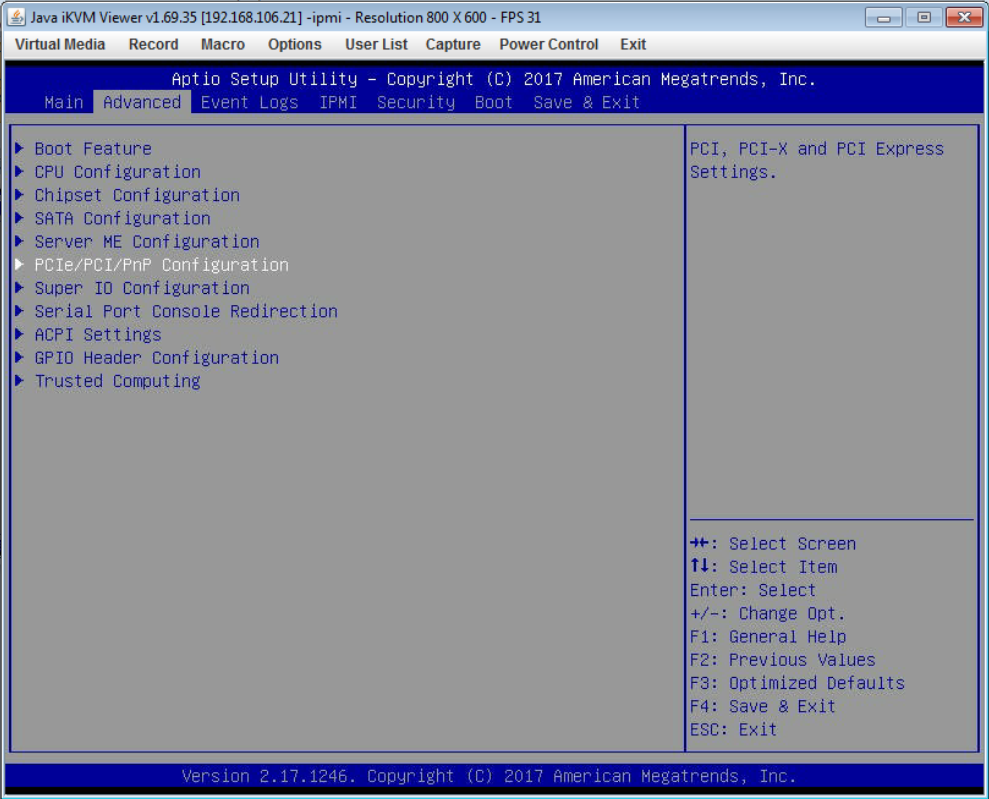 Java iKVM Viewer v1.69.35 [192.168.106.21] -ipmi - Resolution 800 X 600 - FPS 31
Virtual Media Record Macro Options User List Capture Power Control Exit
Aptio Setup Utility – Copyright (C) 2017 American Megatrends, Inc.
Main Advanced Event Logs IPMI Security Boot Save & Exit
Boot Feature
CPU Configuration
Chipset Configuration
SATA Configuration
Server ME Configuration
PCIe/PCI/PnP Configuration
Super IO Configuration
Serial Port Console Redirection
ACPI Settings
GPIO Header Configuration
Trusted Computing
PCI, PCI-X and PCI Express
Settings.
→←: Select Screen
↑↓: Select Item
Enter: Select
+/-: Change Opt.
F1: General Help
F2: Previous Values
F3: Optimized Defaults
F4: Save & Exit
ESC: Exit
Version 2.17.1246. Copyright (C) 2017 American Megatrends, Inc.